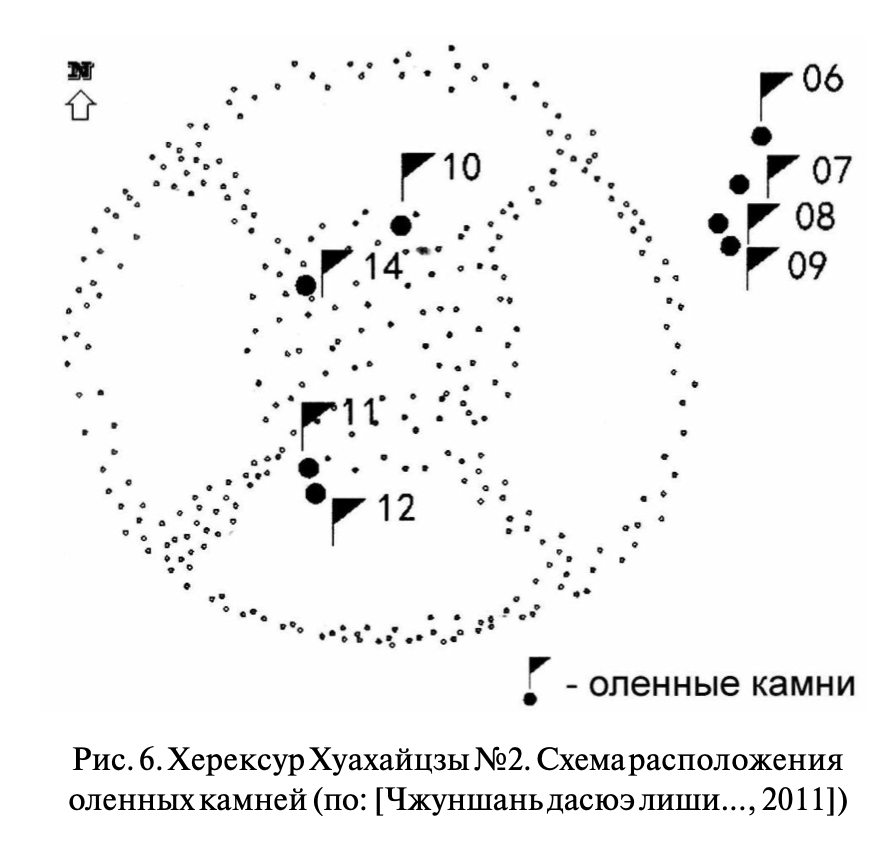 N
06
10
07
08
14
09
11
12
- оленные камни
Рис. 6. Херексур Хуахайцзы №2. Схема расположения
оленных камней (по: [Чжуншань дасюэ лиши..., 2011])